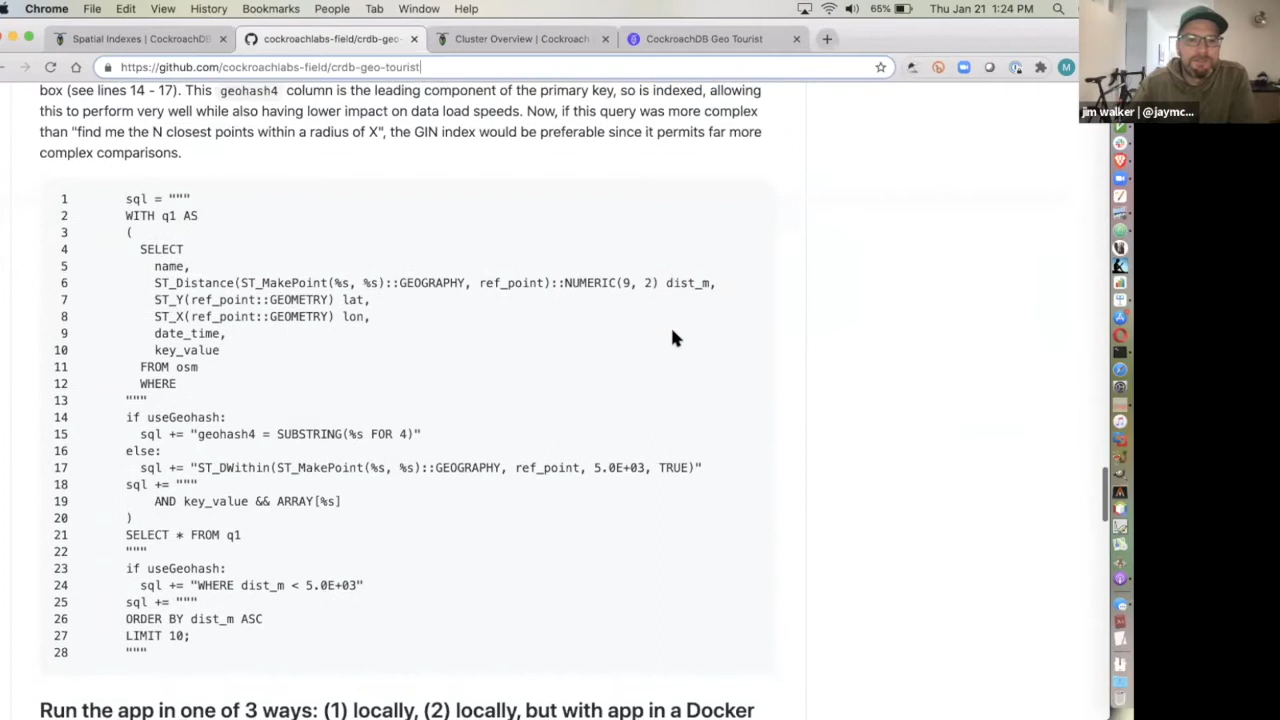 Chrome File Edit View History Bookmarks People Tab Window Help 65% Thu Jan 21 1:24 PM
Spatial Indexes | CockroachDB × cockroachlabs-field/crdb-geo- × Cluster Overview | Cockroach × CockroachDB Geo Tourist × +
https://github.com/cockroachlabs-field/crdb-geo-tourist M
jim walker | @jaymc...
box (see lines 14 - 17). This geohash4 column is the leading component of the primary key, so is indexed, allowing
this to perform very well while also having lower impact on data load speeds. Now, if this query was more complex
than "find me the N closest points within a radius of X", the GIN index would be preferable since it permits far more
complex comparisons.
1 sql = """
2 WITH q1 AS
3 (
4 SELECT
5 name,
6 ST_Distance(ST_MakePoint(%s, %s)::GEOGRAPHY, ref_point)::NUMERIC(9, 2) dist_m,
7 ST_Y(ref_point::GEOMETRY) lat,
8 ST_X(ref_point::GEOMETRY) lon,
9 date_time,
10 key_value
11 FROM osm
12 WHERE
13 """
14 if useGeohash:
15 sql += "geohash4 = SUBSTRING(%s FOR 4)"
16 else:
17 sql += "ST_DWithin(ST_MakePoint(%s, %s)::GEOGRAPHY, ref_point, 5.0E+03, TRUE)"
18 sql += """
19 AND key_value && ARRAY[%s]
20 )
21 SELECT * FROM q1
22 """
23 if useGeohash:
24 sql += "WHERE dist_m < 5.0E+03"
25 sql += """
26 ORDER BY dist_m ASC
27 LIMIT 10;
28 """
Run the app in one of 3 ways: (1) locally, (2) locally, but with app in a Docker